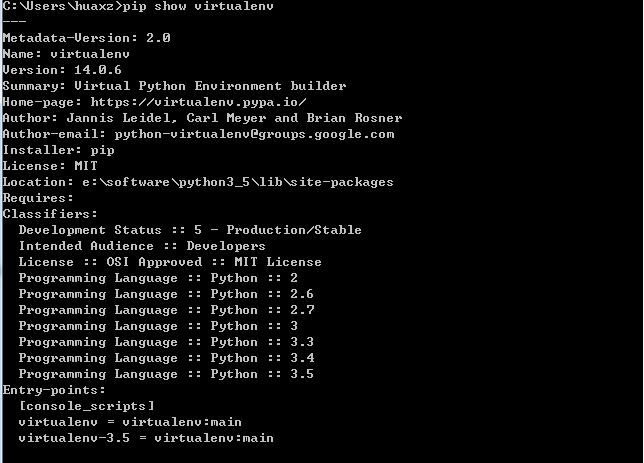 C:\Users\huaxz>pip show virtualenv
---
Metadata-Version: 2.0
Name: virtualenv
Version: 14.0.6
Summary: Virtual Python Environment builder
Home-page: https://virtualenv.pypa.io/
Author: Jannis Leidel, Carl Meyer and Brian Rosner
Author-email: python-virtualenv@groups.google.com
Installer: pip
License: MIT
Location: e:\software\python3_5\lib\site-packages
Requires:
Classifiers:
  Development Status :: 5 - Production/Stable
  Intended Audience :: Developers
  License :: OSI Approved :: MIT License
  Programming Language :: Python :: 2
  Programming Language :: Python :: 2.6
  Programming Language :: Python :: 2.7
  Programming Language :: Python :: 3
  Programming Language :: Python :: 3.3
  Programming Language :: Python :: 3.4
  Programming Language :: Python :: 3.5
Entry-points:
  [console_scripts]
  virtualenv = virtualenv:main
  virtualenv-3.5 = virtualenv:main